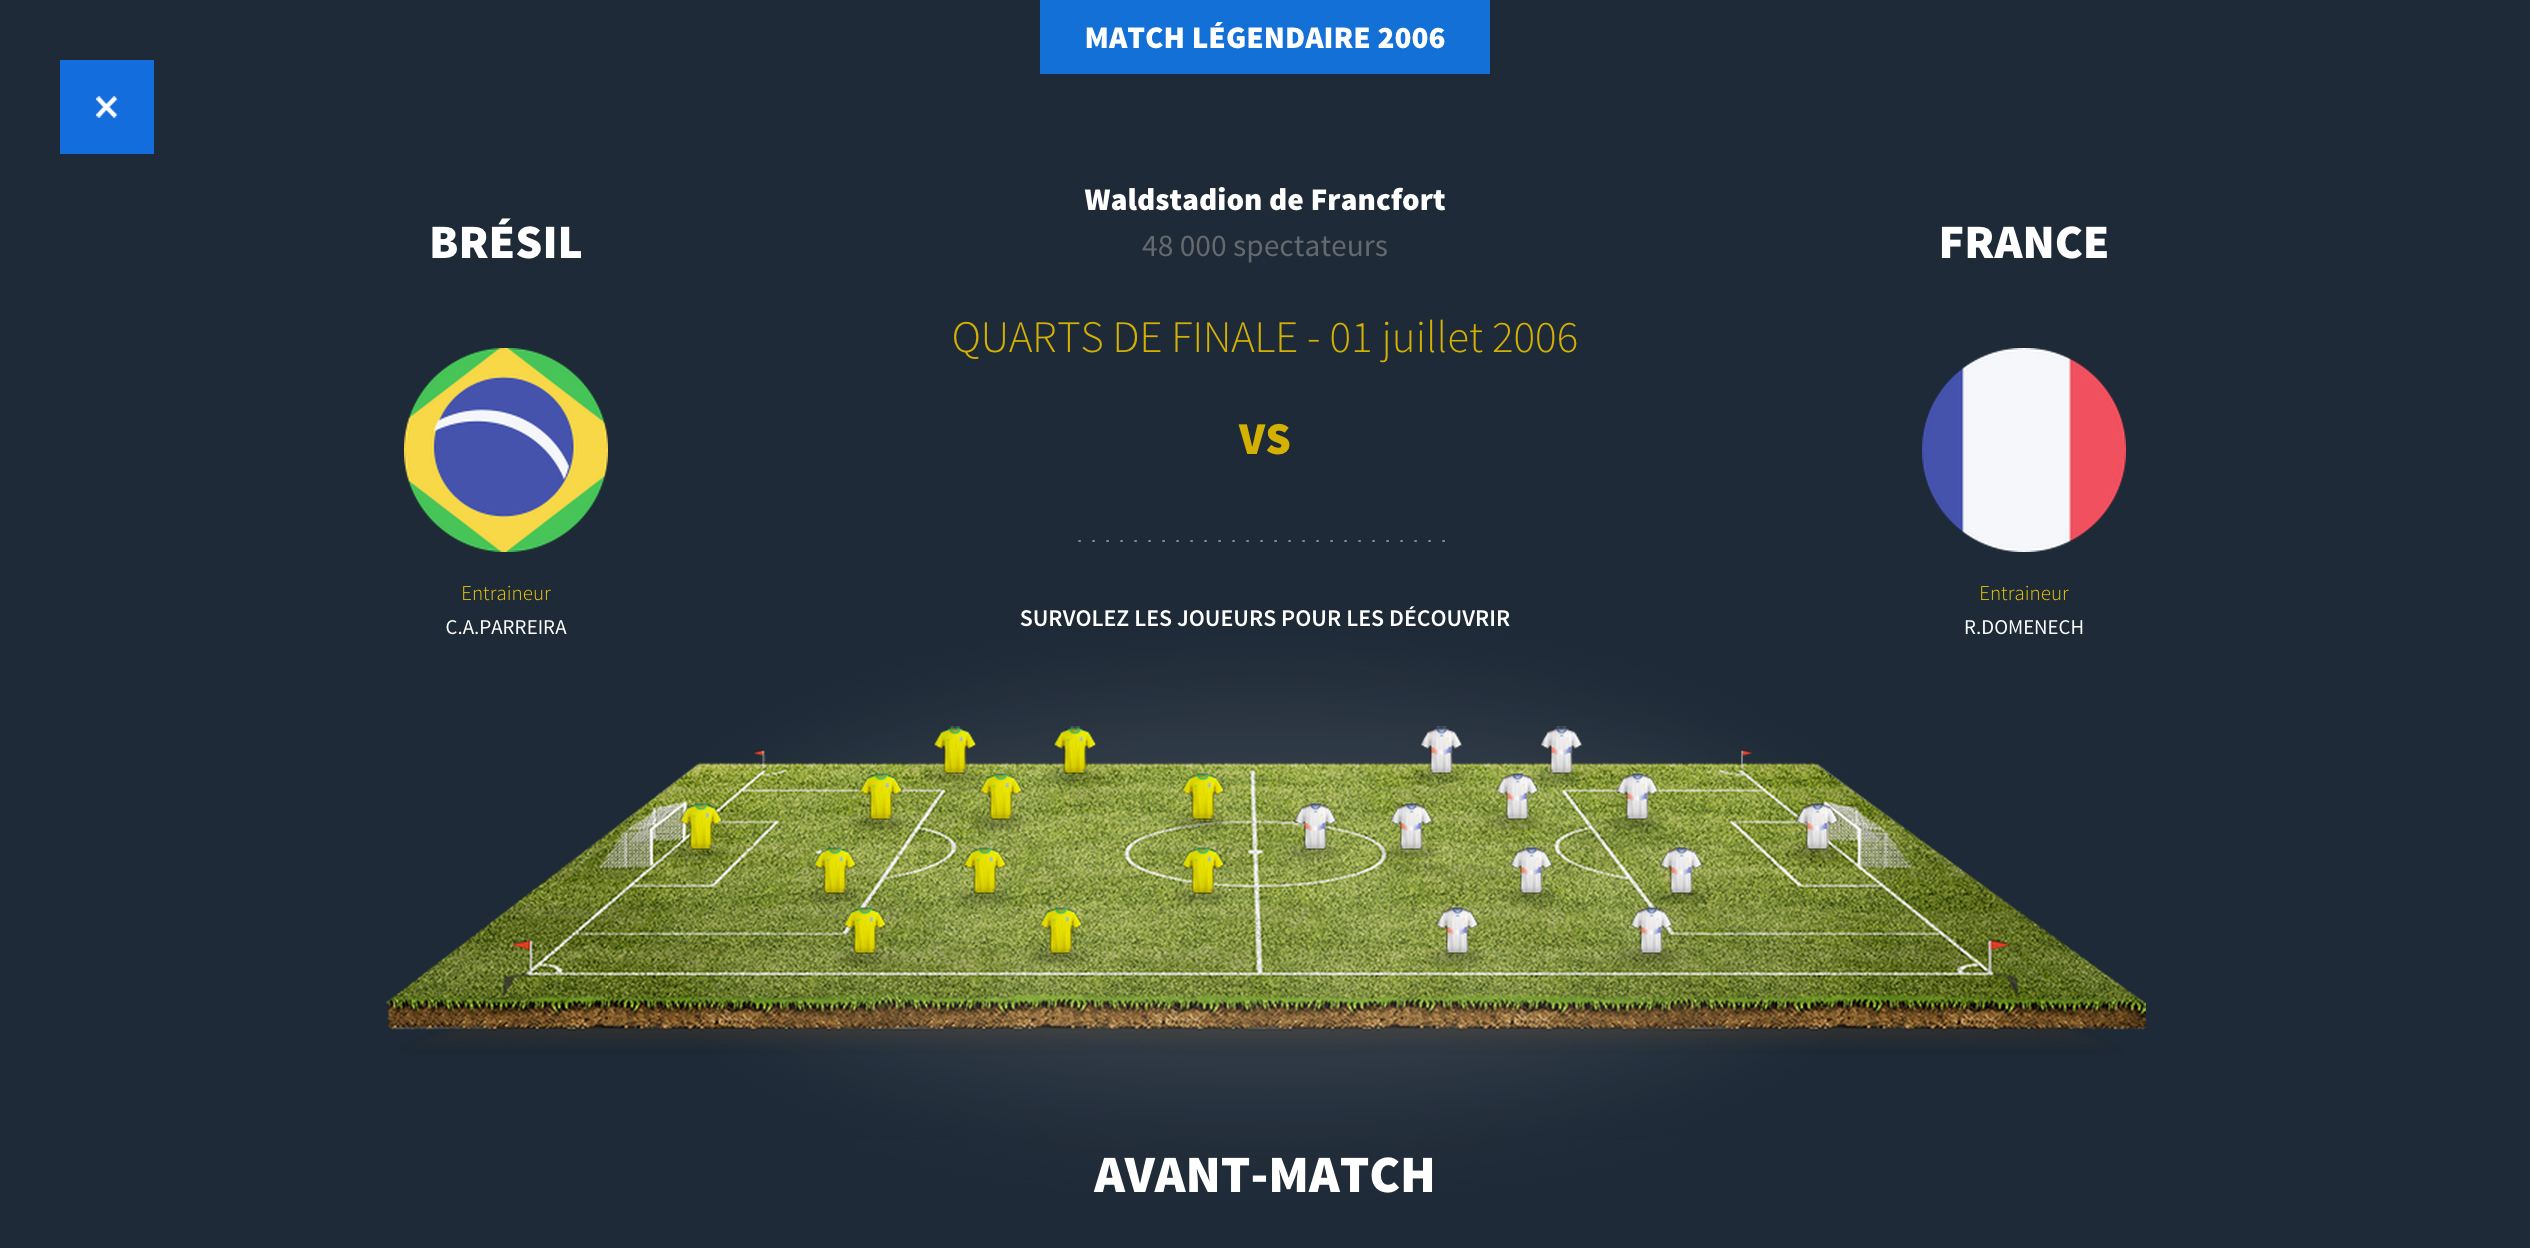 MATCH LÉGENDAIRE 2006
×
Waldstadion de Francfort
48 000 spectateurs
BRÉSIL
FRANCE
QUARTS DE FINALE - 01 juillet 2006
VS
Entraineur
C.A.PARREIRA
Entraineur
R.DOMENECH
SURVOLEZ LES JOUEURS POUR LES DÉCOUVRIR
AVANT-MATCH